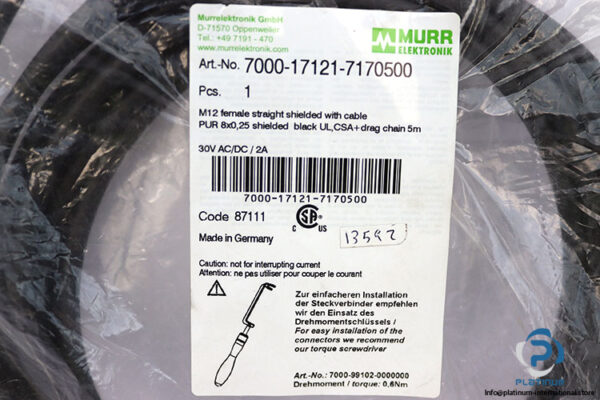 Murrelektronik GmbH
D-71570 Oppenweiler
Tel.: +49 7191 - 470
www.murrelektronik.com
MURR
ELEKTRONIK
Art.-No. 7000-17121-7170500
Pcs. 1
M12 female straight shielded with cable
PUR 8x0,25 shielded black UL,CSA+drag chain 5m
30V AC/DC / 2A
7000-17121-7170500
Code 87111
C SA US
Made in Germany
13592
Caution: not for interrupting current
Attention: ne pas utiliser pour couper le courant
Zur einfacheren Installation
der Steckverbinder empfehlen
wir den Einsatz des
Drehmomentschlüssels /
For easy installation of the
connectors we recommend
our torque screwdriver
Art.-No.: 7000-99102-0000000
Drehmoment / torque: 0,6Nm
PLATINUM
INTERNATIONAL
Info@platinum-internationalstore